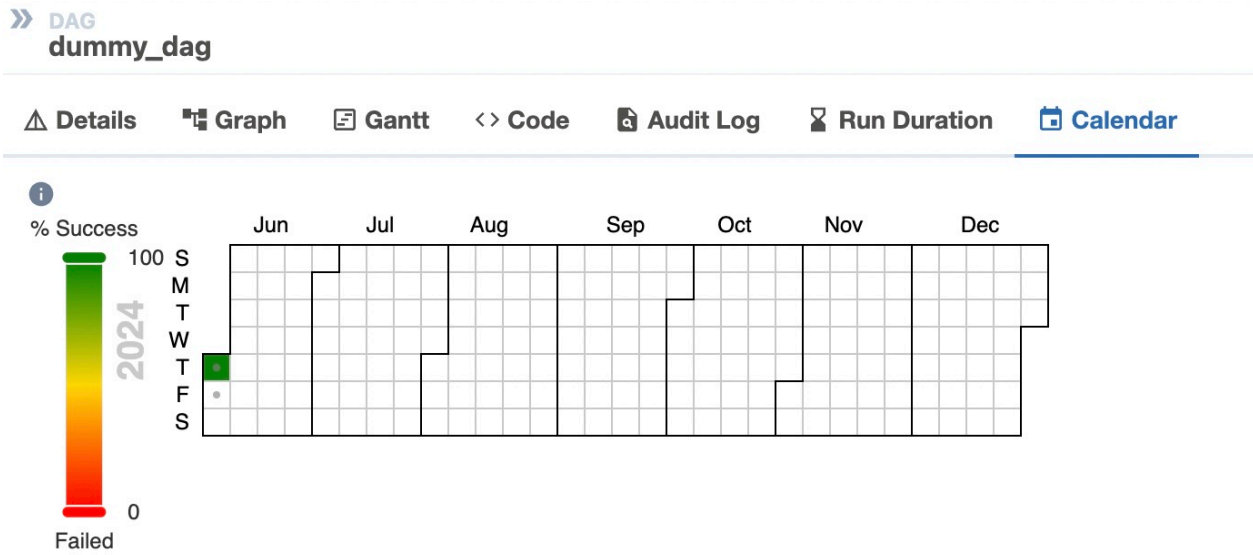 DAG
dummy_dag
Details Graph Gantt Code Audit Log Run Duration Calendar
% Success
100
0
Failed
2024
Jun Jul Aug Sep Oct Nov Dec
S
M
T
W
T
F
S